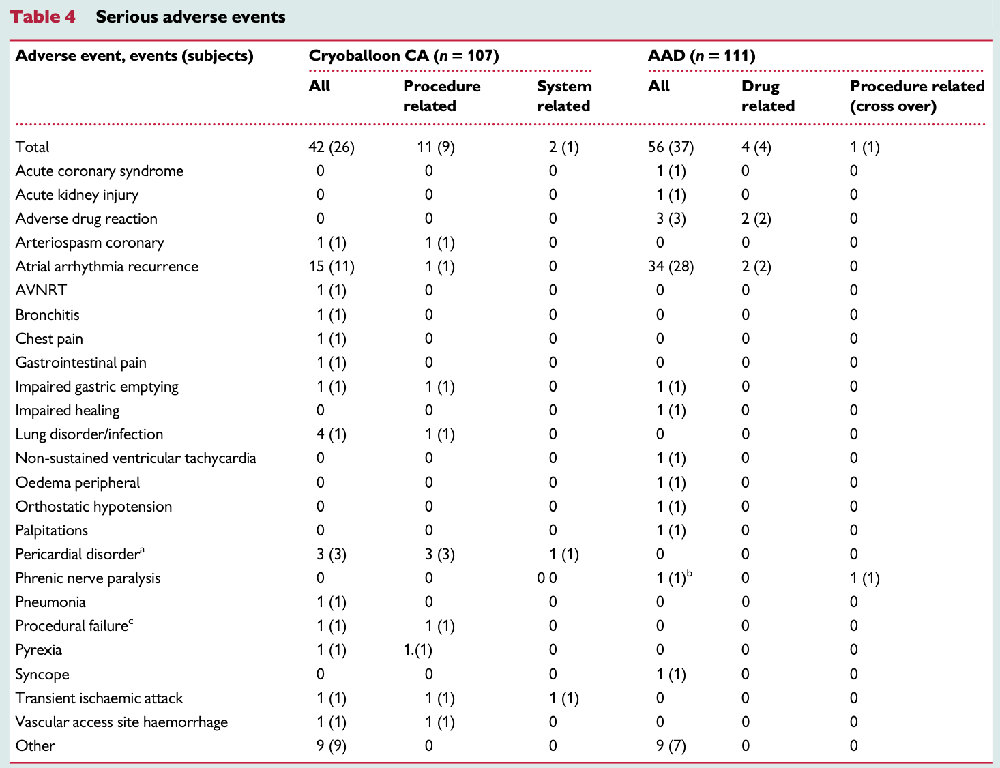 Table 4 Serious adverse events
Adverse event, events (subjects) Cryoballoon CA (n = 107) AAD (n = 111)
All Procedure related System related All Drug related Procedure related (cross over)
Total 42 (26) 11 (9) 2 (1) 56 (37) 4 (4) 1 (1)
Acute coronary syndrome 0 0 0 1 (1) 0 0
Acute kidney injury 0 0 0 1 (1) 0 0
Adverse drug reaction 0 0 0 3 (3) 2 (2) 0
Arteriospasm coronary 1 (1) 1 (1) 0 0 0 0
Atrial arrhythmia recurrence 15 (11) 1 (1) 0 34 (28) 2 (2) 0
AVNRT 1 (1) 0 0 0 0 0
Bronchitis 1 (1) 0 0 0 0 0
Chest pain 1 (1) 0 0 0 0 0
Gastrointestinal pain 1 (1) 0 0 0 0 0
Impaired gastric emptying 1 (1) 1 (1) 0 1 (1) 0 0
Impaired healing 0 0 0 1 (1) 0 0
Lung disorder/infection 4 (1) 1 (1) 0 0 0 0
Non-sustained ventricular tachycardia 0 0 0 1 (1) 0 0
Oedema peripheral 0 0 0 1 (1) 0 0
Orthostatic hypotension 0 0 0 1 (1) 0 0
Palpitations 0 0 0 1 (1) 0 0
Pericardial disorderᵃ 3 (3) 3 (3) 1 (1) 0 0 0
Phrenic nerve paralysis 0 0 0 0 1 (1)ᵇ 0 1 (1)
Pneumonia 1 (1) 0 0 0 0 0
Procedural failureᶜ 1 (1) 1 (1) 0 0 0 0
Pyrexia 1 (1) 1.(1) 0 0 0 0
Syncope 0 0 0 1 (1) 0 0
Transient ischaemic attack 1 (1) 1 (1) 1 (1) 0 0 0
Vascular access site haemorrhage 1 (1) 1 (1) 0 0 0 0
Other 9 (9) 0 0 9 (7) 0 0